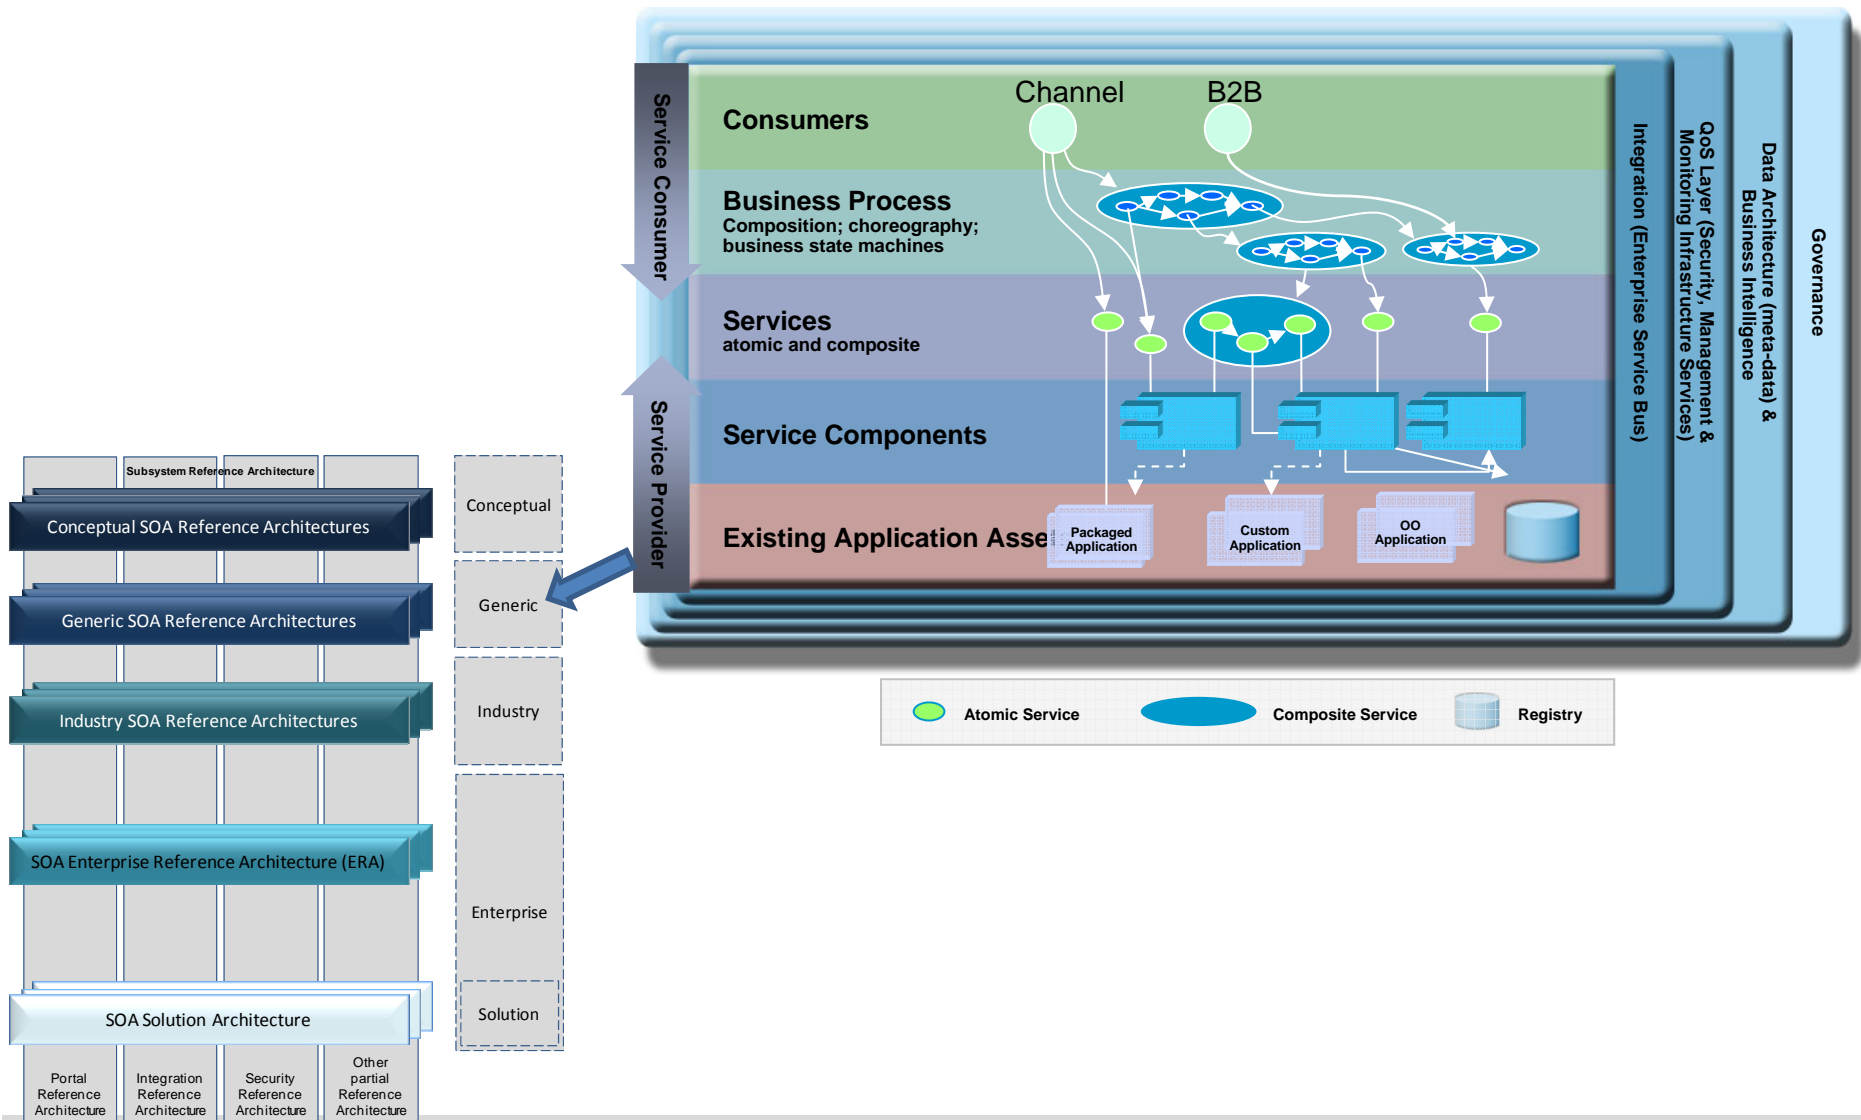 Channel
B2B
Consumers
Business Process
Composition; choreography;
business state machines
Services
atomic and composite
Service Components
Existing Application Asse
Packaged
Application
Custom
Application
OO
Application
Service Consumer
Service Provider
Integration (Enterprise Service Bus)
QoS Layer (Security, Management &
Monitoring Infrastructure Services)
Data Architecture (meta-data) &
Business Intelligence
Governance
Atomic Service
Composite Service
Registry
Subsystem Reference Architecture
Conceptual SOA Reference Architectures
Generic SOA Reference Architectures
Industry SOA Reference Architectures
SOA Enterprise Reference Architecture (ERA)
SOA Solution Architecture
Conceptual
Generic
Industry
Enterprise
Solution
Portal
Reference
Architecture
Integration
Reference
Architecture
Security
Reference
Architecture
Other
partial
Reference
Architecture